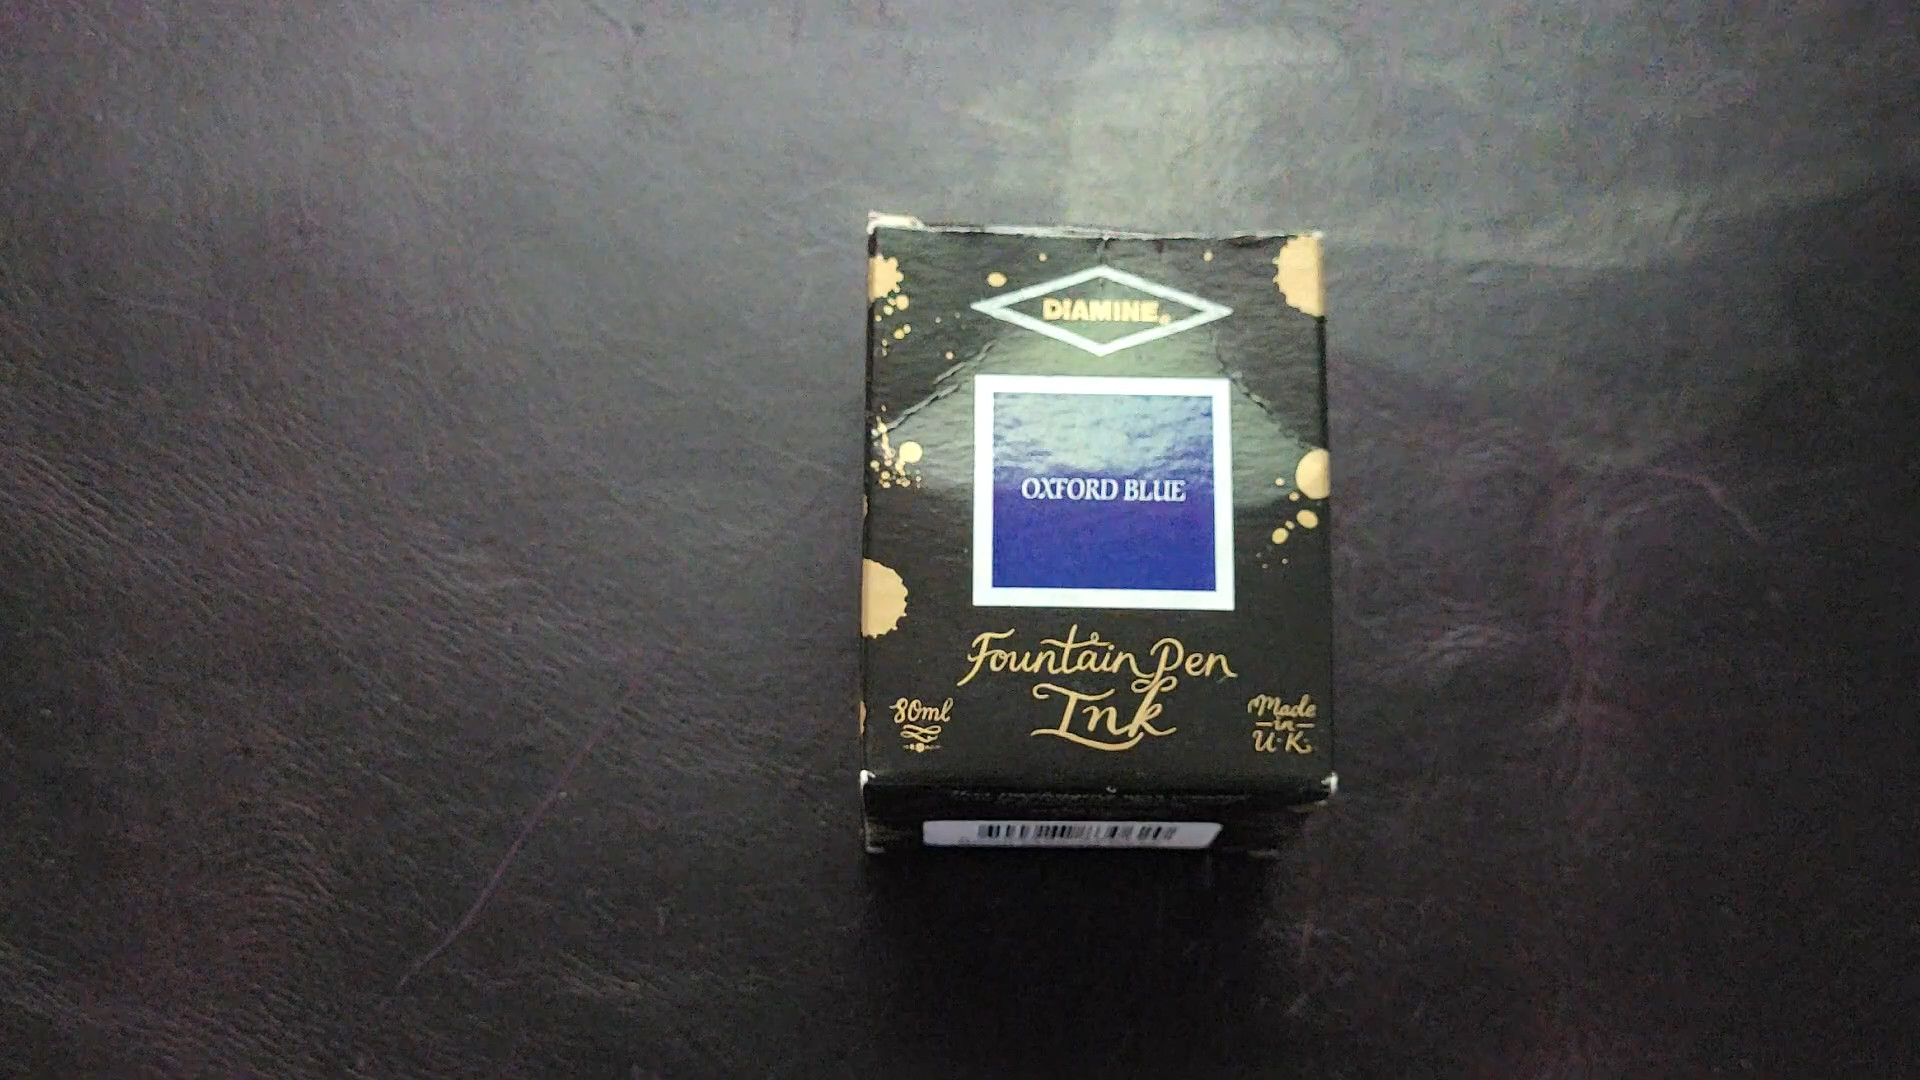 DIAMINE
OXFORD BLUE
Fountain Pen
Ink
80ml
Made
in
U.K.